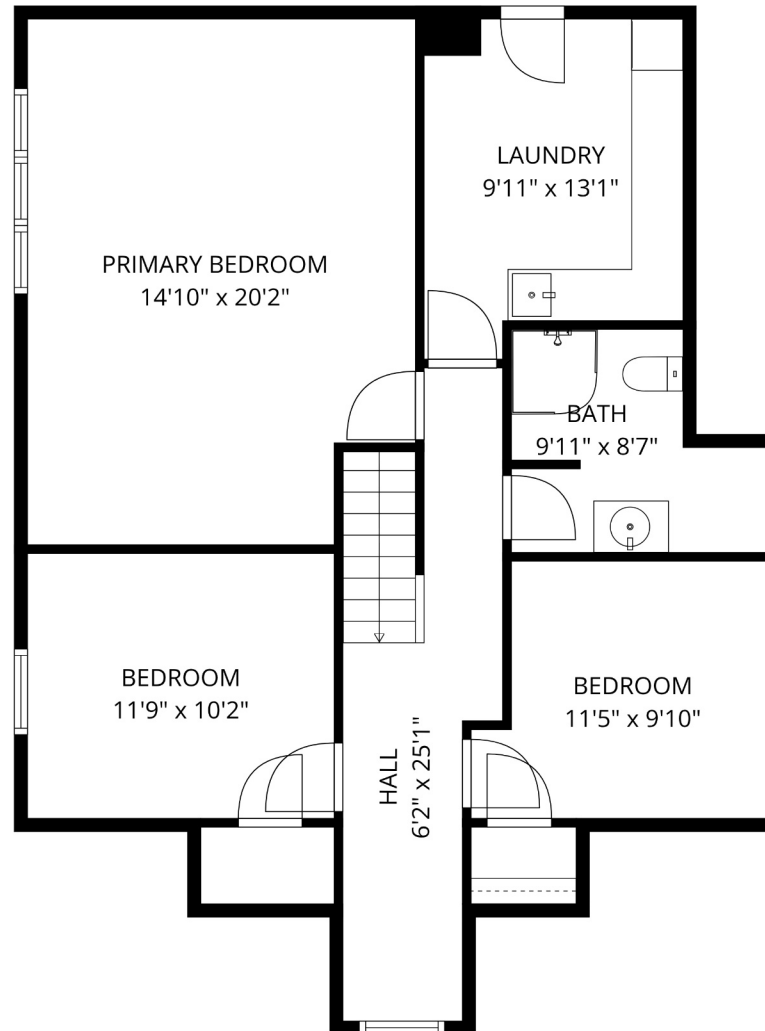 LAUNDRY
9'11" x 13'1"
PRIMARY BEDROOM
14'10" x 20'2"
BATH
9'11" x 8'7"
BEDROOM
11'9" x 10'2"
HALL
6'2" x 25'1"
BEDROOM
11'5" x 9'10"